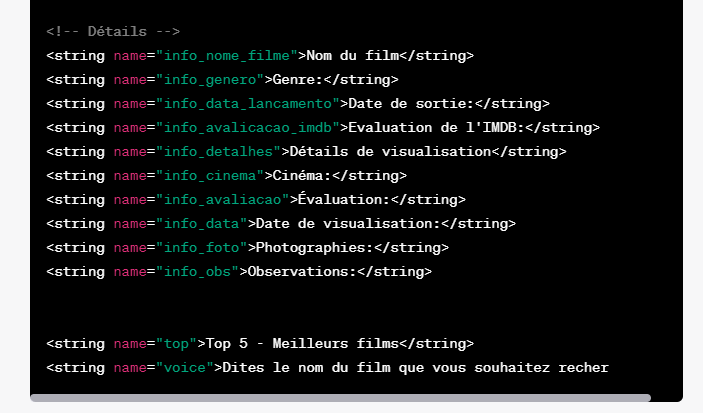 <!-- Détails -->
<string name="info_nome_filme">Nom du film</string>
<string name="info_genero">Genre:</string>
<string name="info_data_lancamento">Date de sortie:</string>
<string name="info_avalicacao_imdb">Evaluation de l'IMDB:</string>
<string name="info_detalhes">Détails de visualisation</string>
<string name="info_cinema">Cinéma:</string>
<string name="info_avaliacao">Évaluation:</string>
<string name="info_data">Date de visualisation:</string>
<string name="info_foto">Photographies:</string>
<string name="info_obs">Observations:</string>
<string name="top">Top 5 - Meilleurs films</string>
<string name="voice">Dites le nom du film que vous souhaitez recher